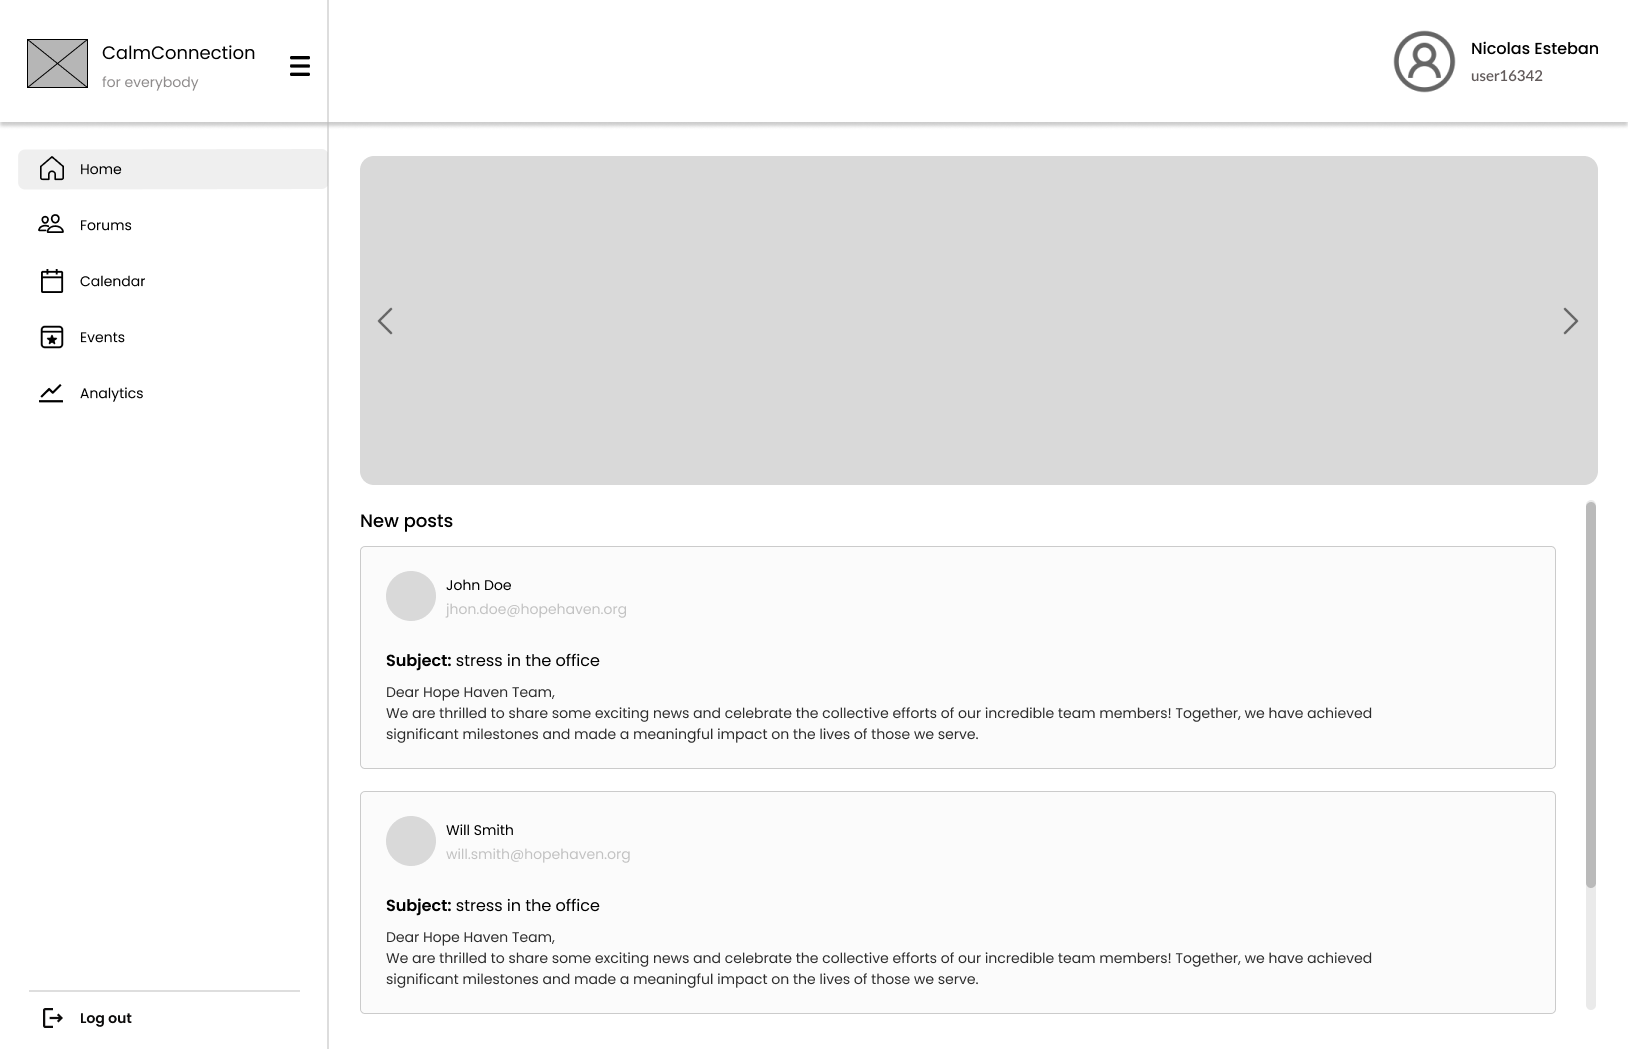 CalmConnection
for everybody
Nicolas Esteban
user16342
Home
Forums
Calendar
Events
Analytics
Log out
New posts
John Doe
jhon.doe@hopehaven.org
Subject: stress in the office
Dear Hope Haven Team,
We are thrilled to share some exciting news and celebrate the collective efforts of our incredible team members! Together, we have achieved
significant milestones and made a meaningful impact on the lives of those we serve.
Will Smith
will.smith@hopehaven.org
Subject: stress in the office
Dear Hope Haven Team,
We are thrilled to share some exciting news and celebrate the collective efforts of our incredible team members! Together, we have achieved
significant milestones and made a meaningful impact on the lives of those we serve.